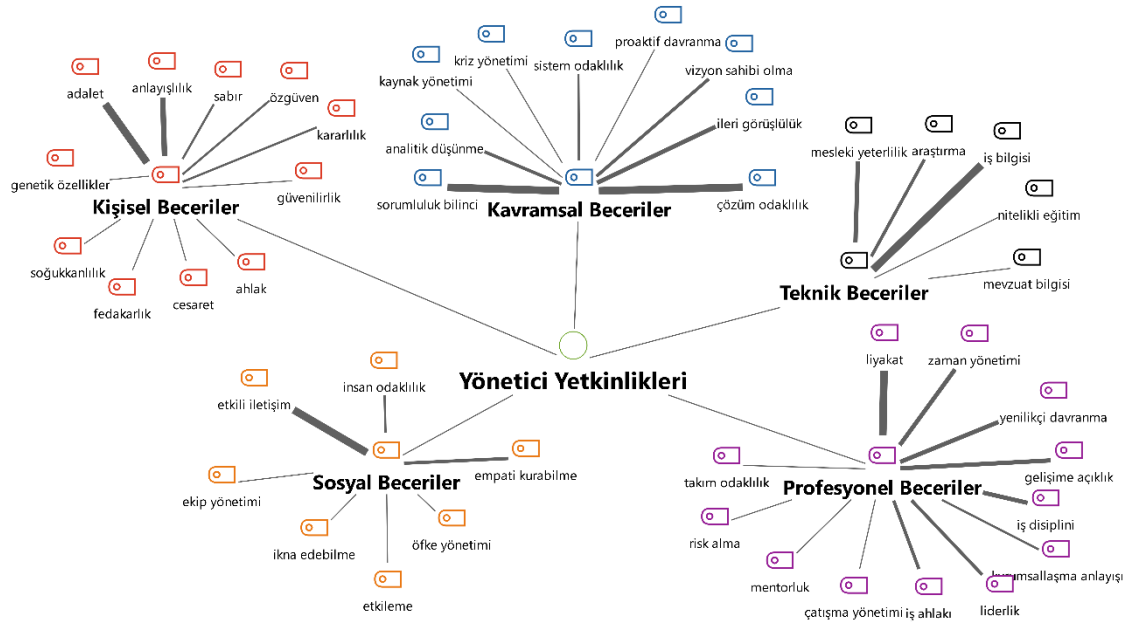 proaktif davranma
kriz yönetimi
sistem odaklılık
vizyon sahibi olma
kaynak yönetimi
adalet
anlayışlılık
sabır
özgüven
kararlılık
ileri görüşlülük
analitik düşünme
mesleki yeterlilik
araştırma
iş bilgisi
genetik özellikler
güvenilirlik
sorumluluk bilinci
çözüm odaklılık
Kişisel Beceriler
Kavramsal Beceriler
nitelikli eğitim
soğukkanlılık
fedakarlık
cesaret
ahlak
Teknik Beceriler
mevzuat bilgisi
Yönetici Yetkinlikleri
insan odaklılık
etkili iletişim
liyakat
zaman yönetimi
yenilikçi davranma
ekip yönetimi
Sosyal Beceriler
empati kurabilme
takım odaklılık
Profesyonel Beceriler
gelişime açıklık
ikna edebilme
öfke yönetimi
risk alma
iş disiplini
etkileme
mentorluk
çatışma yönetimi
iş ahlakı
liderlik
kurumsallaşma anlayışı